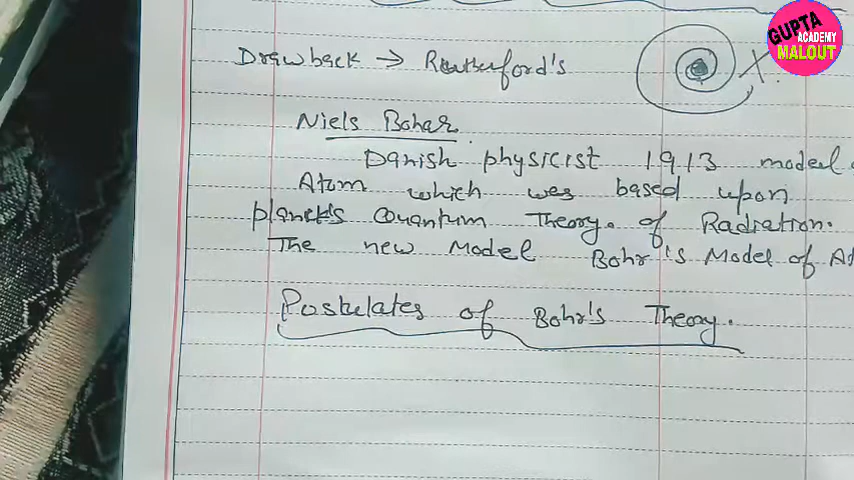 GUPTA
ACADEMY
MALOUT
Drawback → Rutherford's
X
Niels Bohar
Danish physicist 1913 model
Atom which was based upon
planck's Quantum Theory. of Radiation.
The new Model Bohr's Model of At
Postulates of Bohr's Theory.